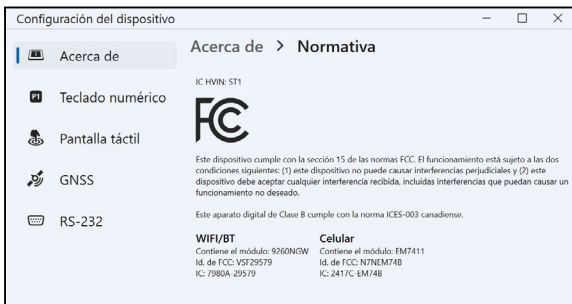 Configuración del dispositivo
Acerca de
Teclado numérico
Pantalla táctil
GNSS
RS-232
Acerca de > Normativa
IC HVIN: ST1
FC
Este dispositivo cumple con la sección 15 de las normas FCC. El funcionamiento está sujeto a las dos
condiciones siguientes: (1) este dispositivo no puede causar interferencias perjudiciales y (2) este
dispositivo debe aceptar cualquier interferencia recibida, incluidas interferencias que puedan causar un
funcionamiento no deseado.
Este aparato digital de Clase B cumple con la norma ICES-003 canadiense.
WIFI/BT
Contiene el módulo: 9260NGW
Id. de FCC: VSF29579
IC: 7980A-29579
Celular
Contiene el módulo: EM7411
Id. de FCC: N7NEM74B
IC: 2417C-EM74B